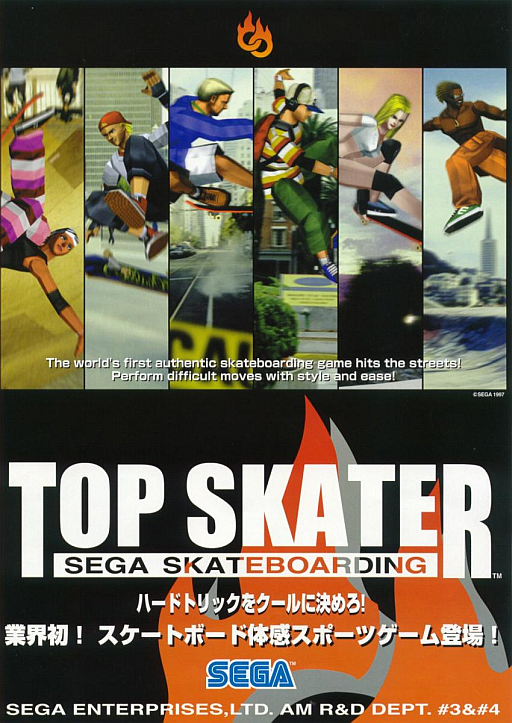 The world's first authentic skateboarding game hits the streets!
Perform difficult moves with style and ease!
©SEGA 1997
TOP SKATER™
SEGA SKATEBOARDING
ハードトリックをクールに決めろ!
業界初! スケートボード体感スポーツゲーム登場!
SEGA™
SEGA ENTERPRISES,LTD. AM R&D DEPT. #3&#4